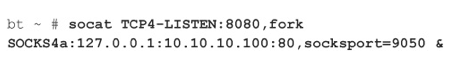 bt ~ # socat TCP4-LISTEN:8080,fork
SOCKS4a:127.0.0.1:10.10.10.100:80,socksport=9050 &